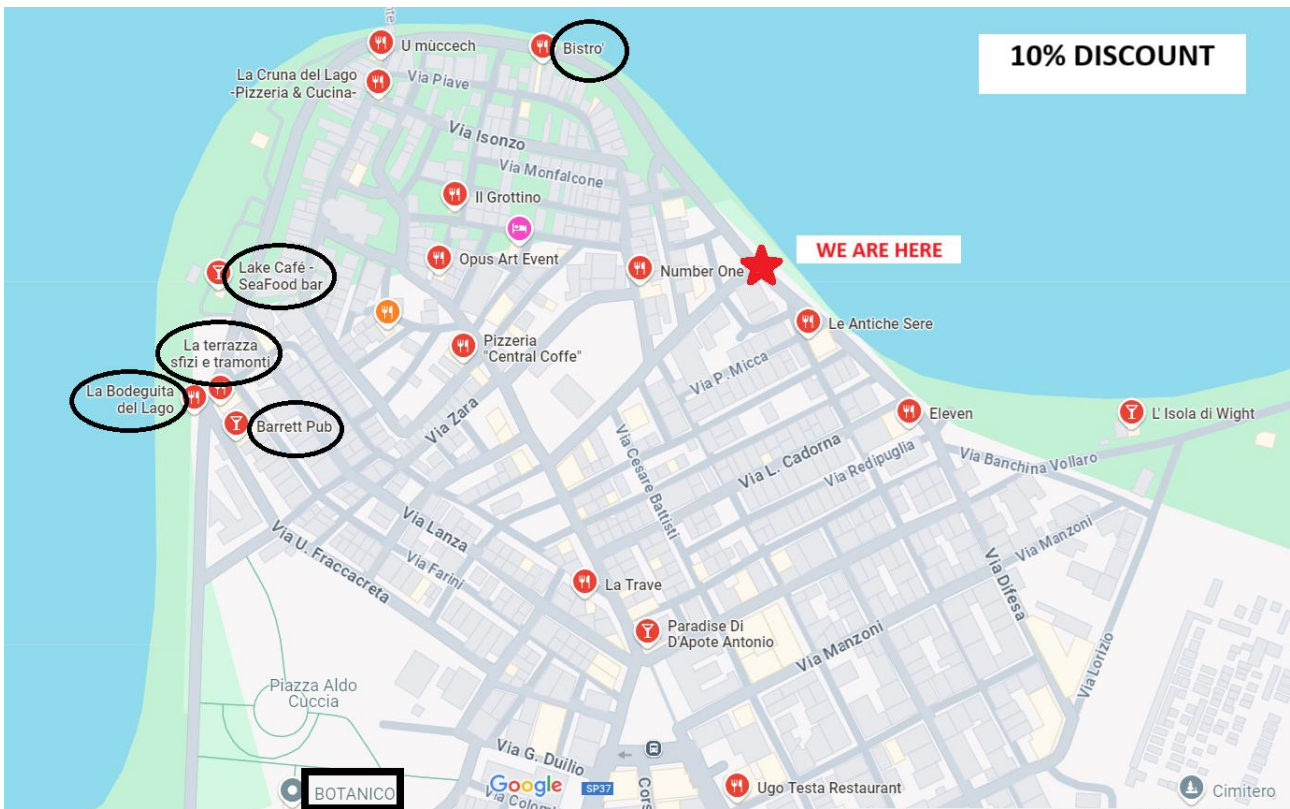 U mùccech
Bistro'
10% DISCOUNT
La Cruna del Lago
-Pizzeria & Cucina-
Via Piave
Via Isonzo
Via Monfalcone
Il Grottino
WE ARE HERE
Opus Art Event
Number One
Lake Café -
SeaFood bar
Le Antiche Sere
La terrazza
sfizi e tramonti
Pizzeria
"Central Coffe"
Via P. Micca
La Bodeguita
del Lago
Barrett Pub
Via Zara
Eleven
L' Isola di Wight
Via Cesare Battisti
Via L. Cadorna
Via Redipuglia
Via Banchina Vollaro
Via Lanza
Via U. Fraccacreta
Via Farini
Via Manzoni
Via Difesa
La Trave
Paradise Di
D'Apote Antonio
Via Manzoni
Via Lorizio
Piazza Aldo
Cuccia
Via G. Duilio
BOTANICO
Google
SP37
Via Colom
Cors
Ugo Testa Restaurant
Cimitero